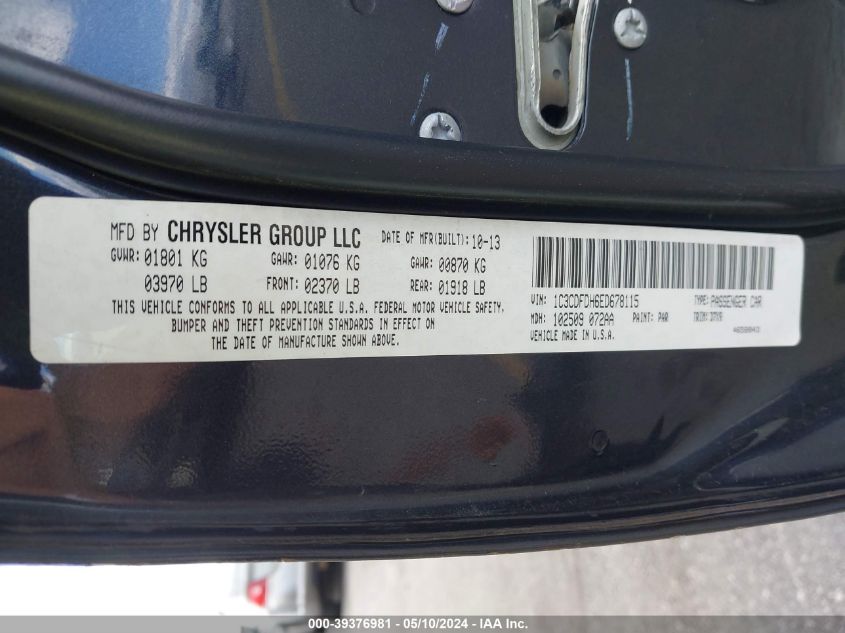 MFD BY CHRYSLER GROUP LLC DATE OF MFR(BUILT): 10-13
GVWR: 01801 KG GAWR: 01076 KG GAWR: 00870 KG
03970 LB FRONT: 02370 LB REAR: 01918 LB
THIS VEHICLE CONFORMS TO ALL APPLICABLE U.S.A. FEDERAL MOTOR VEHICLE SAFETY,
BUMPER AND THEFT PREVENTION STANDARDS IN EFFECT ON
THE DATE OF MANUFACTURE SHOWN ABOVE.
VIN: 1C3CDFDH6ED678115 TYPE: PASSENGER CAR
MDH: 102509 072AA PAINT: PAR TRIM:
VEHICLE MADE IN U.S.A.
000-39376981 - 05/10/2024 - IAA Inc.